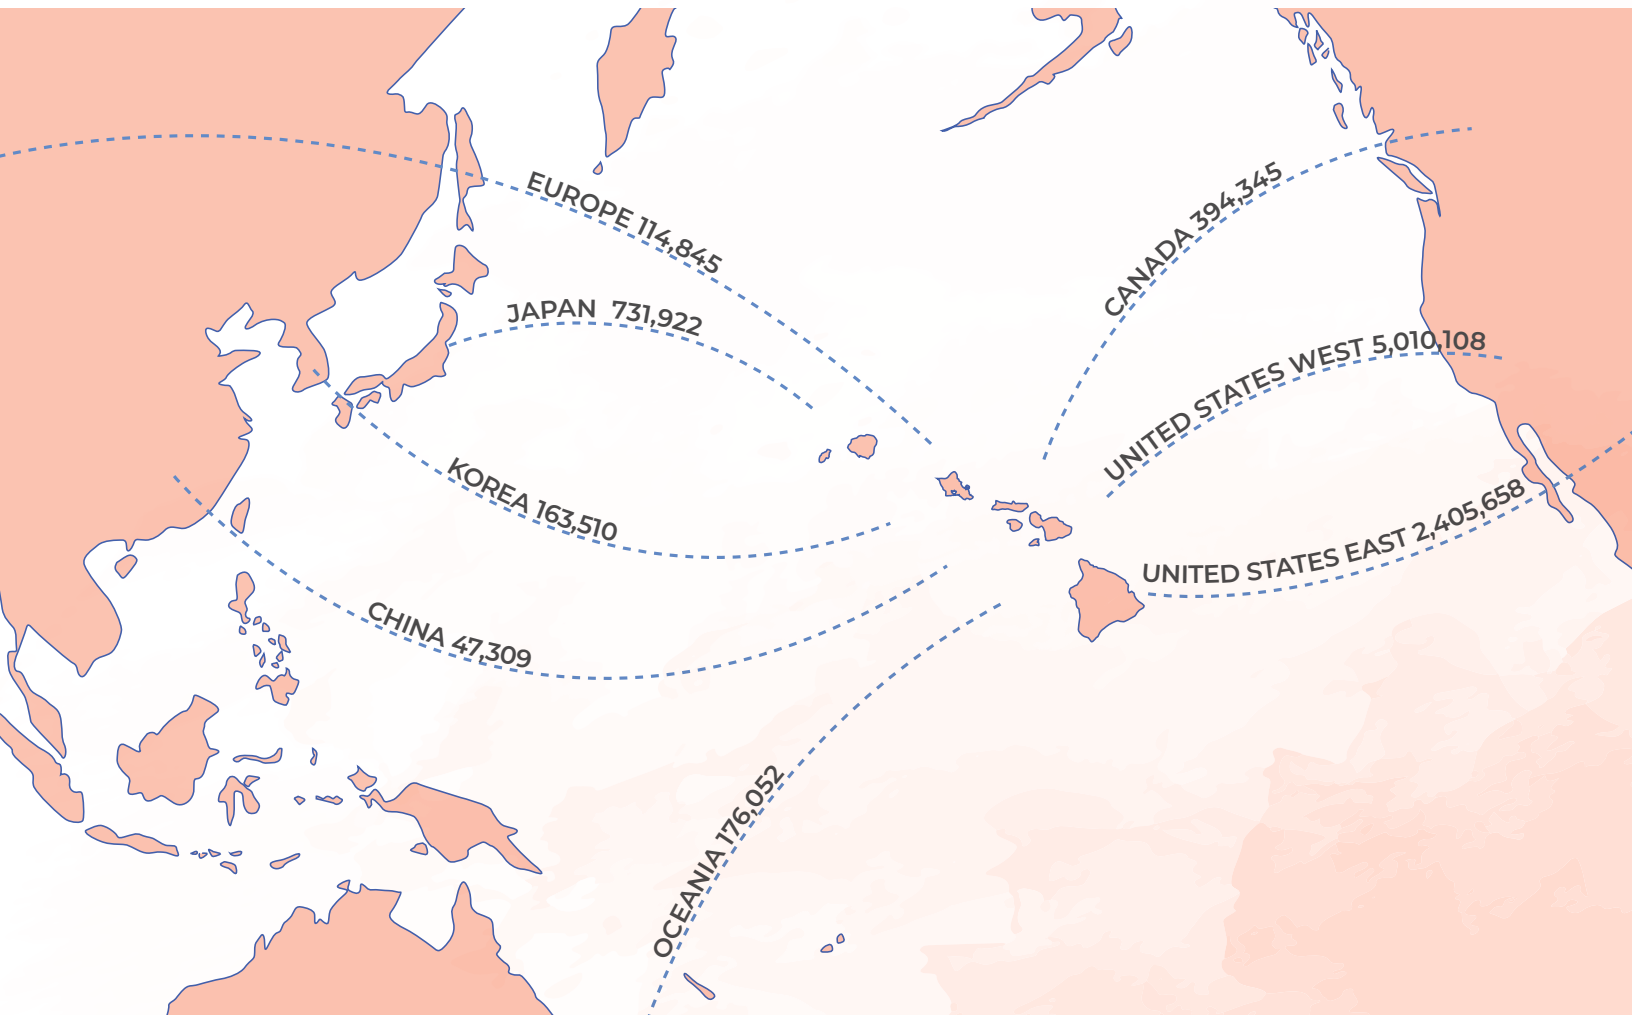 EUROPE 114,845
CANADA 394,345
JAPAN 731,922
UNITED STATES WEST 5,010,108
KOREA 163,510
UNITED STATES EAST 2,405,658
CHINA 47,309
OCEANIA 176,052